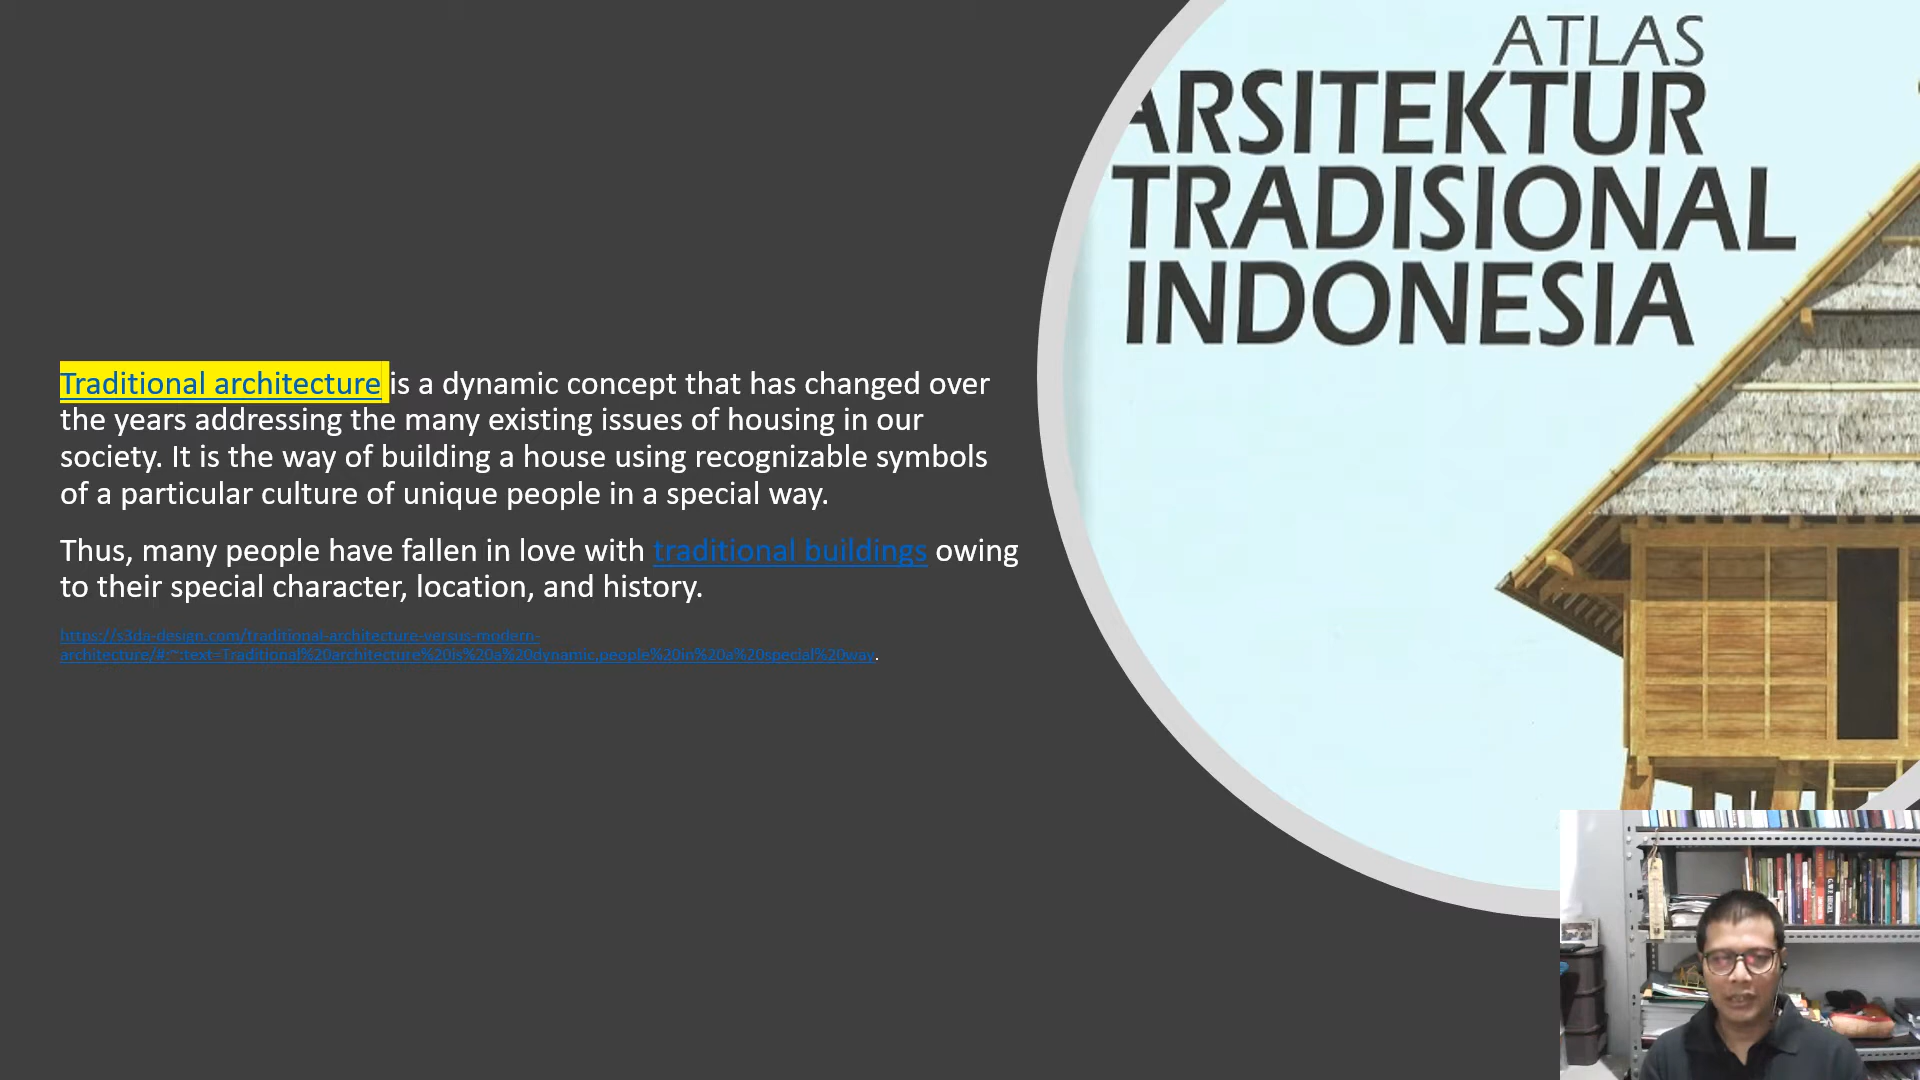 ATLAS
ARSITEKTUR
TRADISIONAL
INDONESIA
Traditional architecture is a dynamic concept that has changed over
the years addressing the many existing issues of housing in our
society. It is the way of building a house using recognizable symbols
of a particular culture of unique people in a special way.
Thus, many people have fallen in love with traditional buildings owing
to their special character, location, and history.
https://s3da-design.com/traditional-architecture-versus-modern-
architecture/#:~:text=Traditional%20architecture%20is%20a%20dynamic,people%20in%20a%20special%20way.